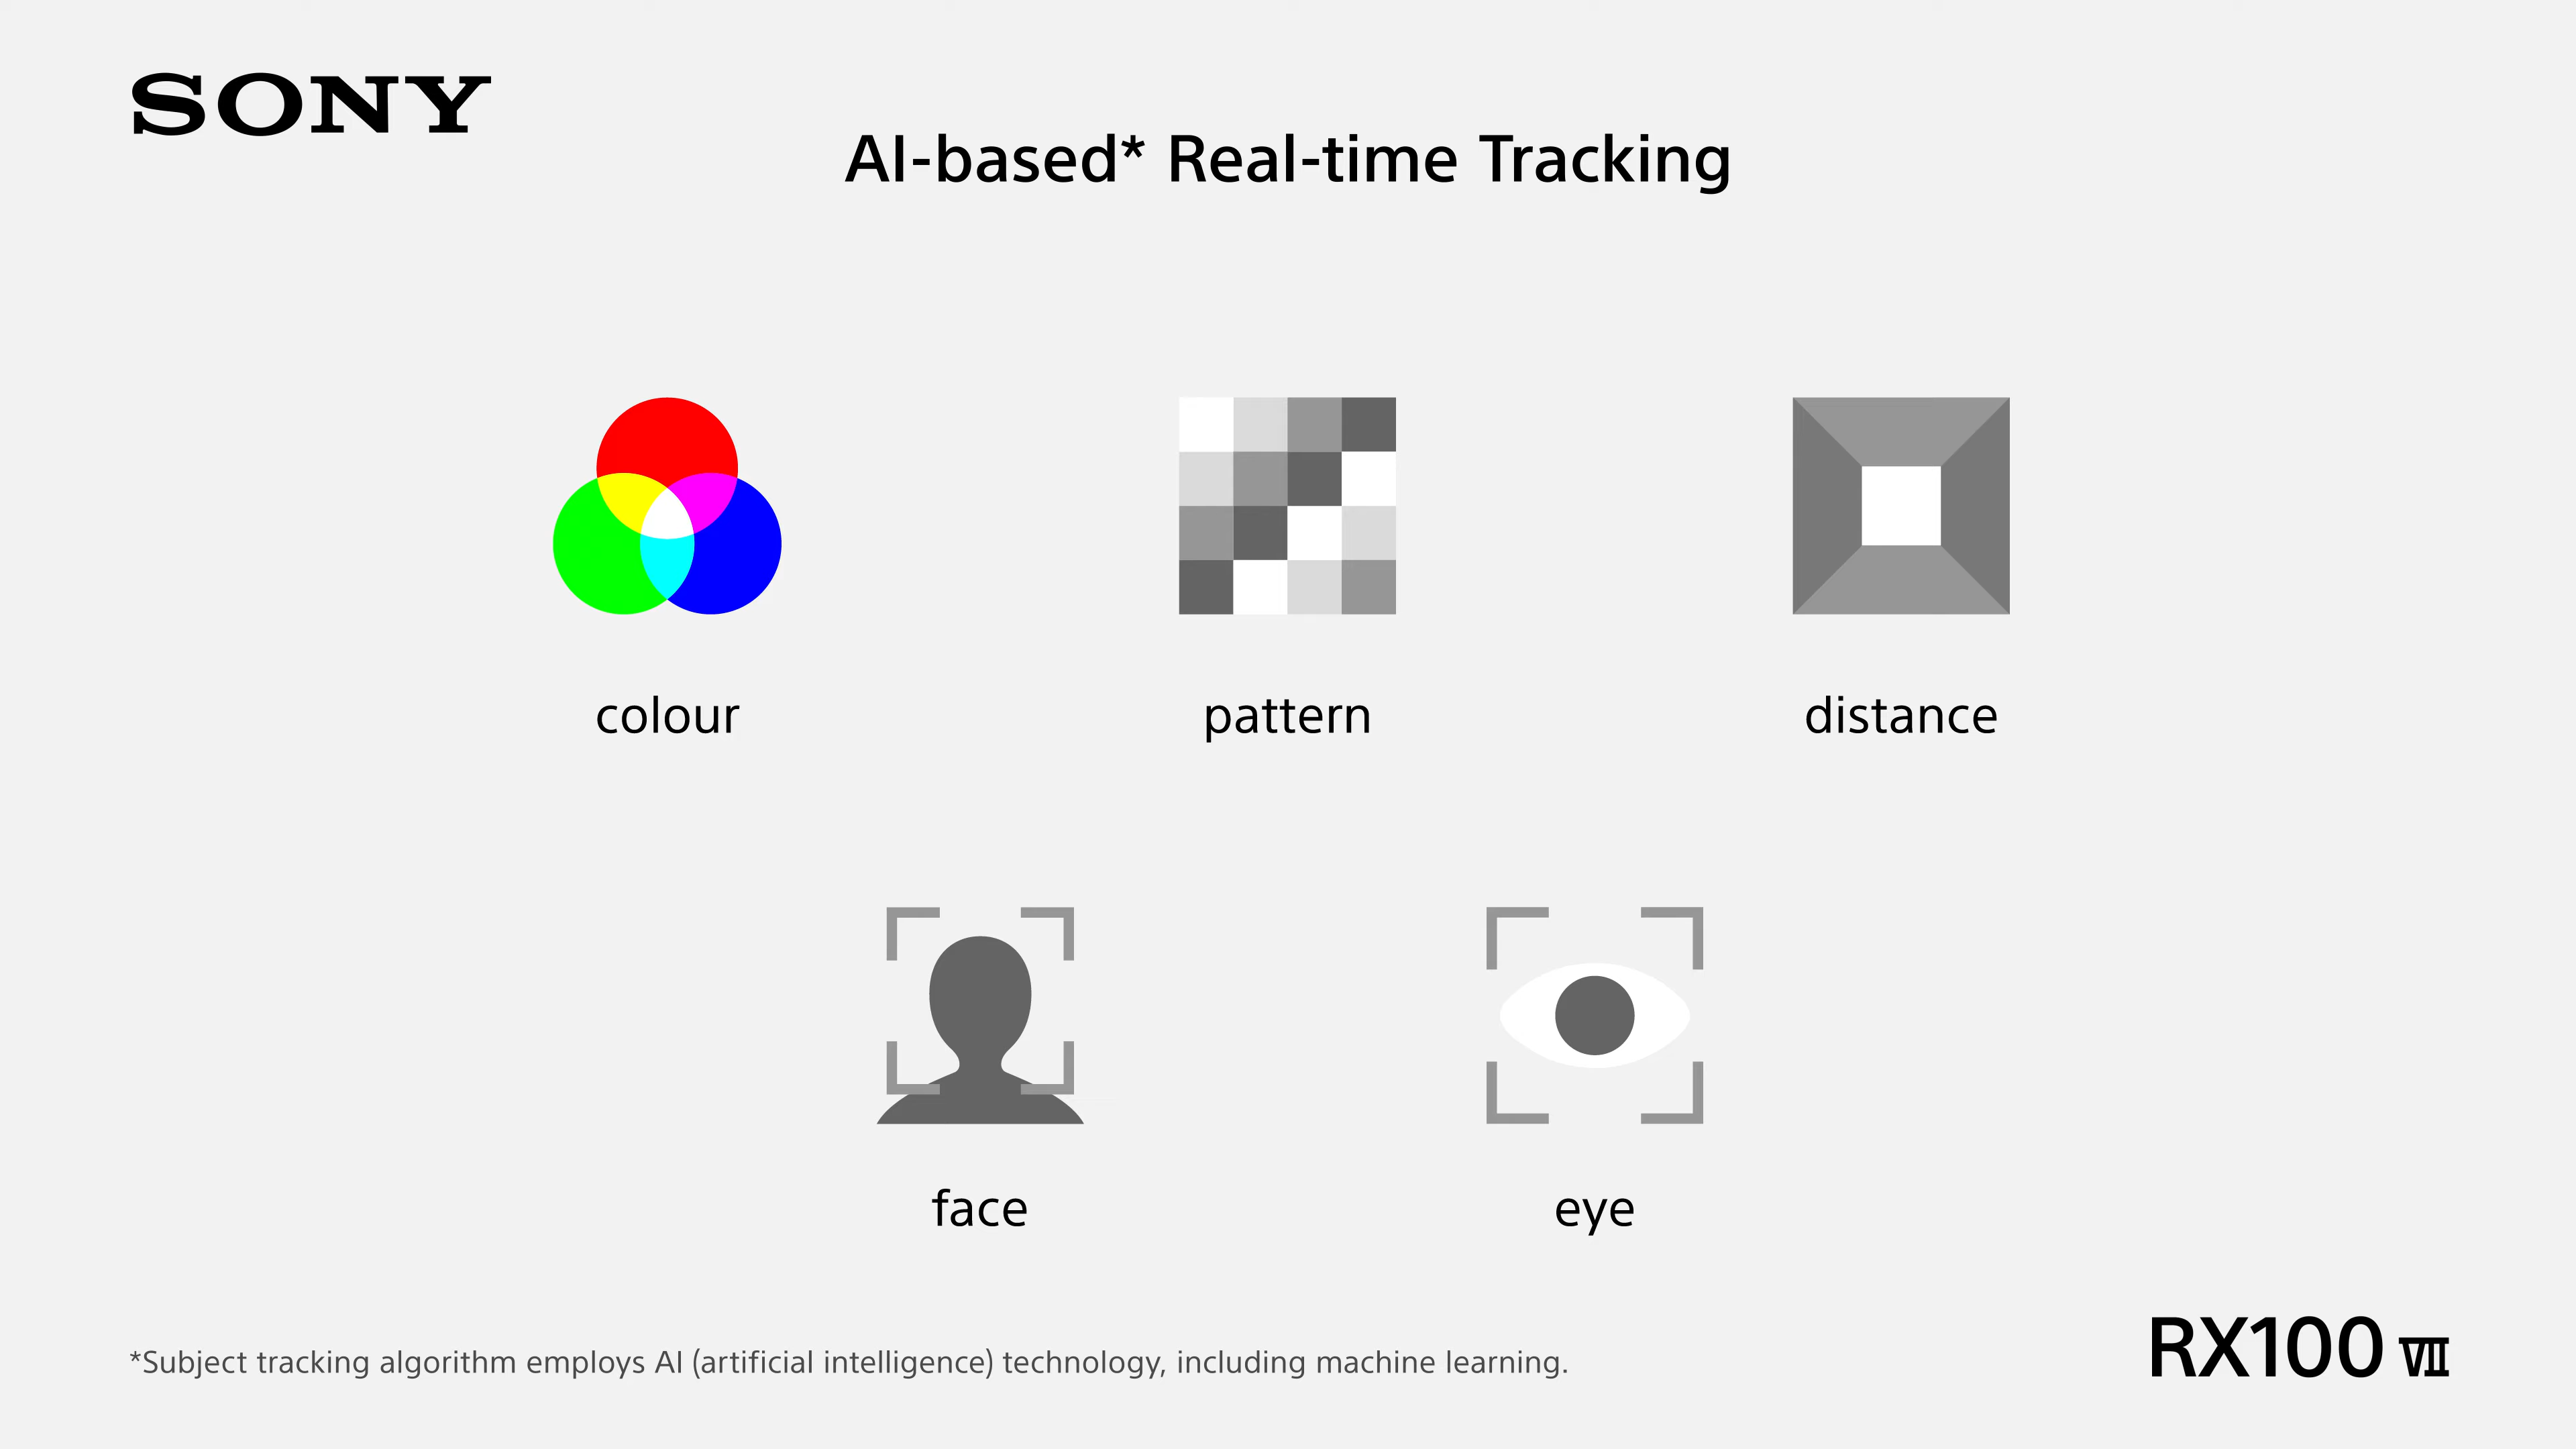 SONY
AI-based* Real-time Tracking
colour
pattern
distance
face
eye
*Subject tracking algorithm employs AI (artificial intelligence) technology, including machine learning.
RX100 VII